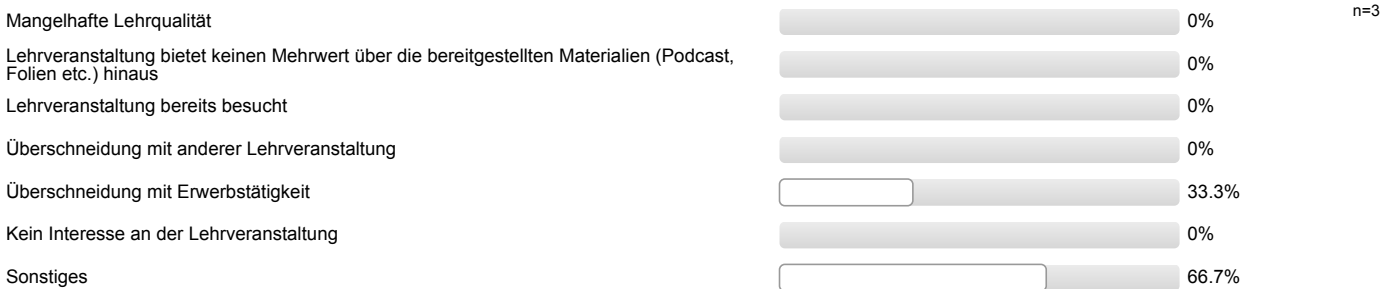 Mangelhafte Lehrqualität 0% n=3
Lehrveranstaltung bietet keinen Mehrwert über die bereitgestellten Materialien (Podcast,
Folien etc.) hinaus 0%
Lehrveranstaltung bereits besucht 0%
Überschneidung mit anderer Lehrveranstaltung 0%
Überschneidung mit Erwerbstätigkeit 33.3%
Kein Interesse an der Lehrveranstaltung 0%
Sonstiges 66.7%